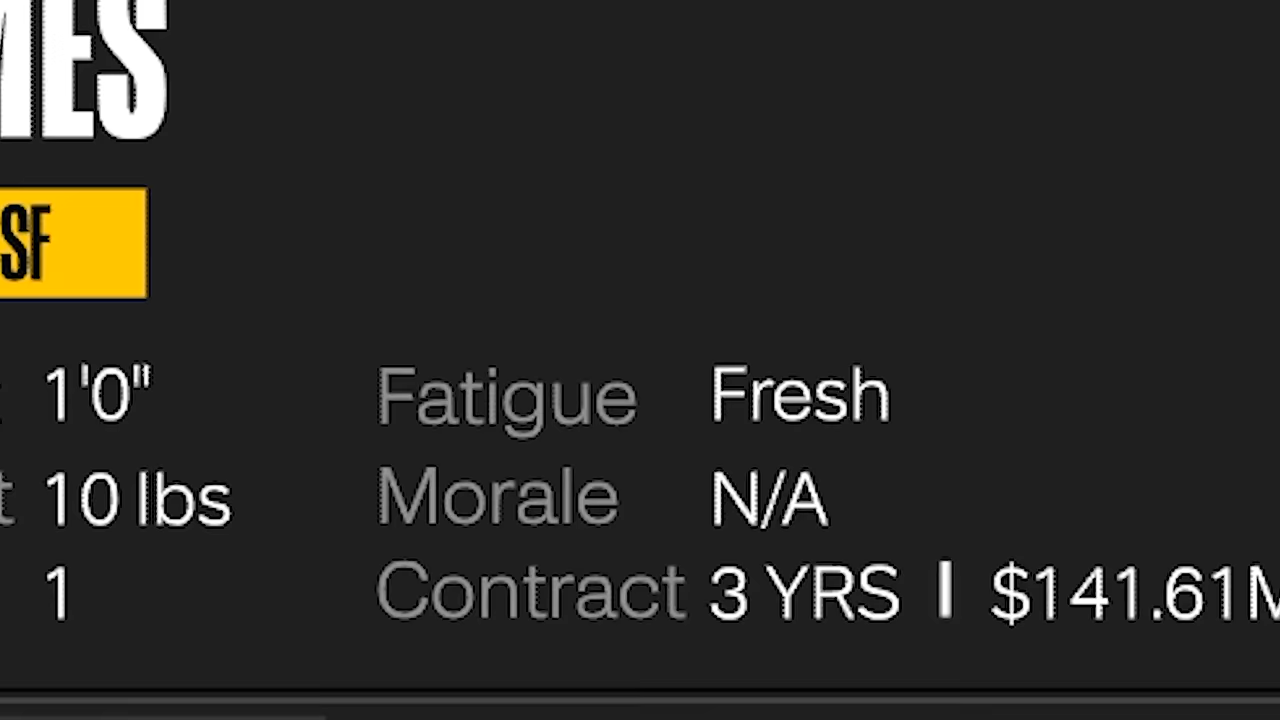 MES
SF
1'0" Fatigue Fresh
t 10 lbs Morale N/A
1 Contract 3 YRS I $141.61M